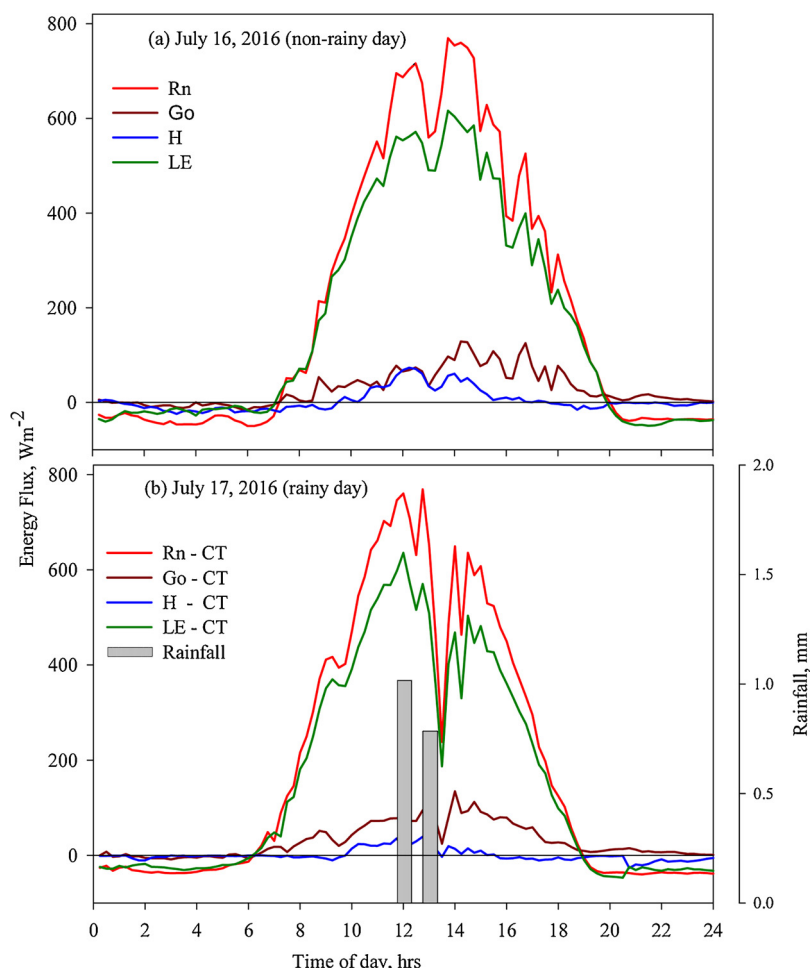 800
(a) July 16, 2016 (non-rainy day)
Rn
Go
H
LE
600
400
200
0
Energy Flux, Wm-2
800
(b) July 17, 2016 (rainy day)
Rn - CT
Go - CT
H - CT
LE - CT
Rainfall
600
400
200
0
2.0
1.5
1.0
0.5
0.0
Rainfall, mm
0 2 4 6 8 10 12 14 16 18 20 22 24
Time of day, hrs